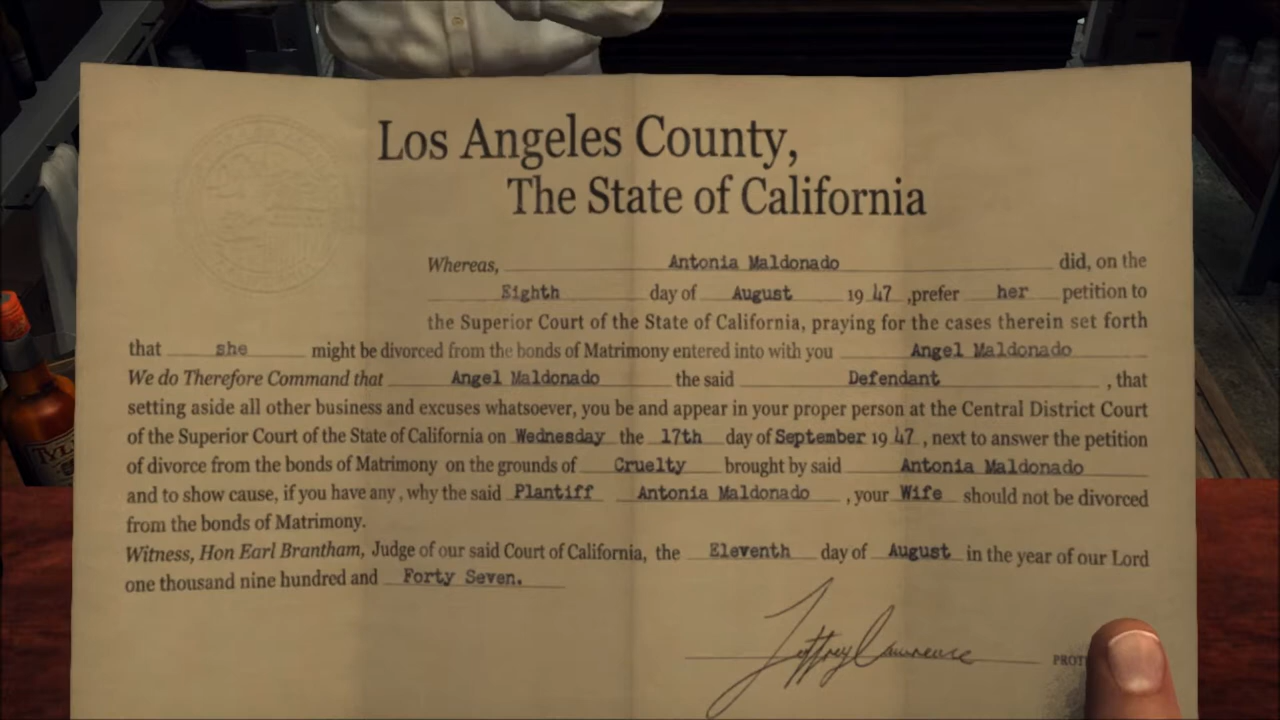 Los Angeles County,
The State of California
Whereas, Antonia Maldonado did, on the
Eighth day of August 19 47 ,prefer her petition to
the Superior Court of the State of California, praying for the cases therein set forth
that she might be divorced from the bonds of Matrimony entered into with you Angel Maldonado
We do Therefore Command that Angel Maldonado the said Defendant , that
setting aside all other business and excuses whatsoever, you be and appear in your proper person at the Central District Court
of the Superior Court of the State of California on Wednesday the 17th day of September 19 47 , next to answer the petition
of divorce from the bonds of Matrimony on the grounds of Cruelty brought by said Antonia Maldonado
and to show cause, if you have any , why the said Plantiff Antonia Maldonado , your Wife should not be divorced
from the bonds of Matrimony.
Witness, Hon Earl Brantham, Judge of our said Court of California, the Eleventh day of August in the year of our Lord
one thousand nine hundred and Forty Seven.
Jeffrey Lawrence